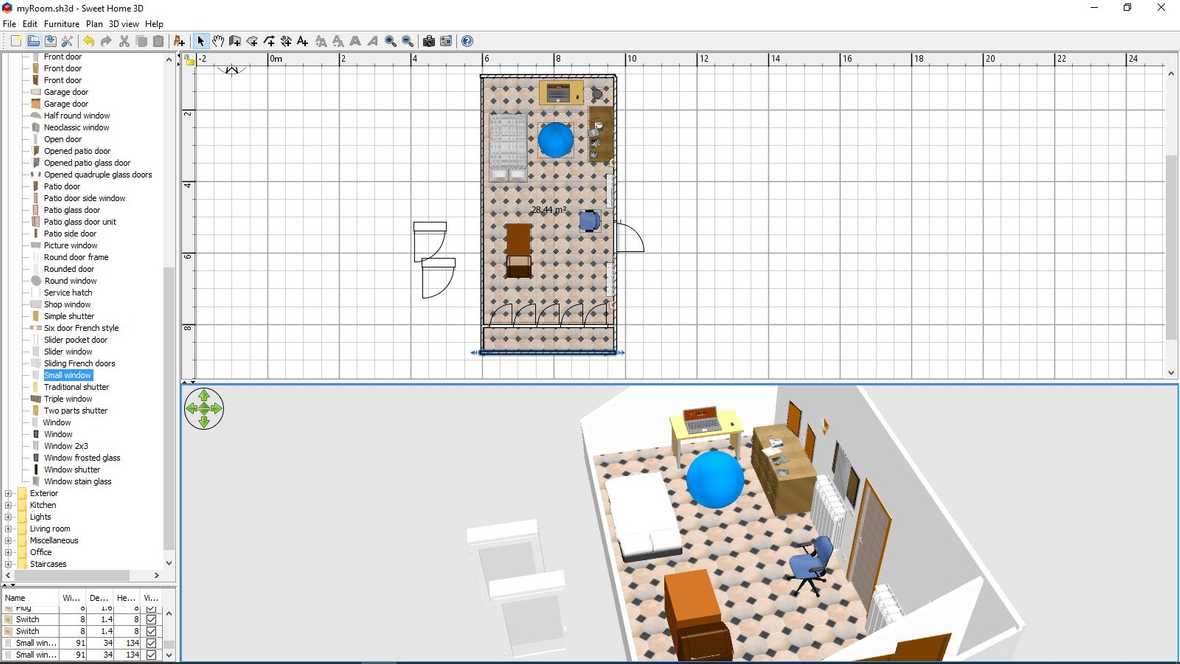 myRoom.sh3d - Sweet Home 3D
File Edit Furniture Plan 3D view Help
Front door
Front door
Front door
Garage door
Garage door
Half round window
Neoclassic window
Open door
Opened patio door
Opened patio glass door
Opened quadruple glass doors
Patio door
Patio door side window
Patio glass door
Patio glass door unit
Patio side door
Picture window
Round door frame
Rounded door
Round window
Service hatch
Shop window
Simple shutter
Six door French style
Slider pocket door
Slider window
Sliding French doors
Small window
Traditional shutter
Triple window
Two parts shutter
Window
Window
Window 2x3
Window frosted glass
Window shutter
Window stain glass
Exterior
Kitchen
Lights
Living room
Miscellaneous
Office
Staircases
Name Wi... De... He... Vi...
Plug 8 1.6 8
Switch 8 1.4 8
Switch 8 1.4 8
Small win... 91 34 134
Small win... 91 34 134
-2 0m 2 4 6 8 10 12 14 16 18 20 22 24
2
4
6
8
28.44 m²